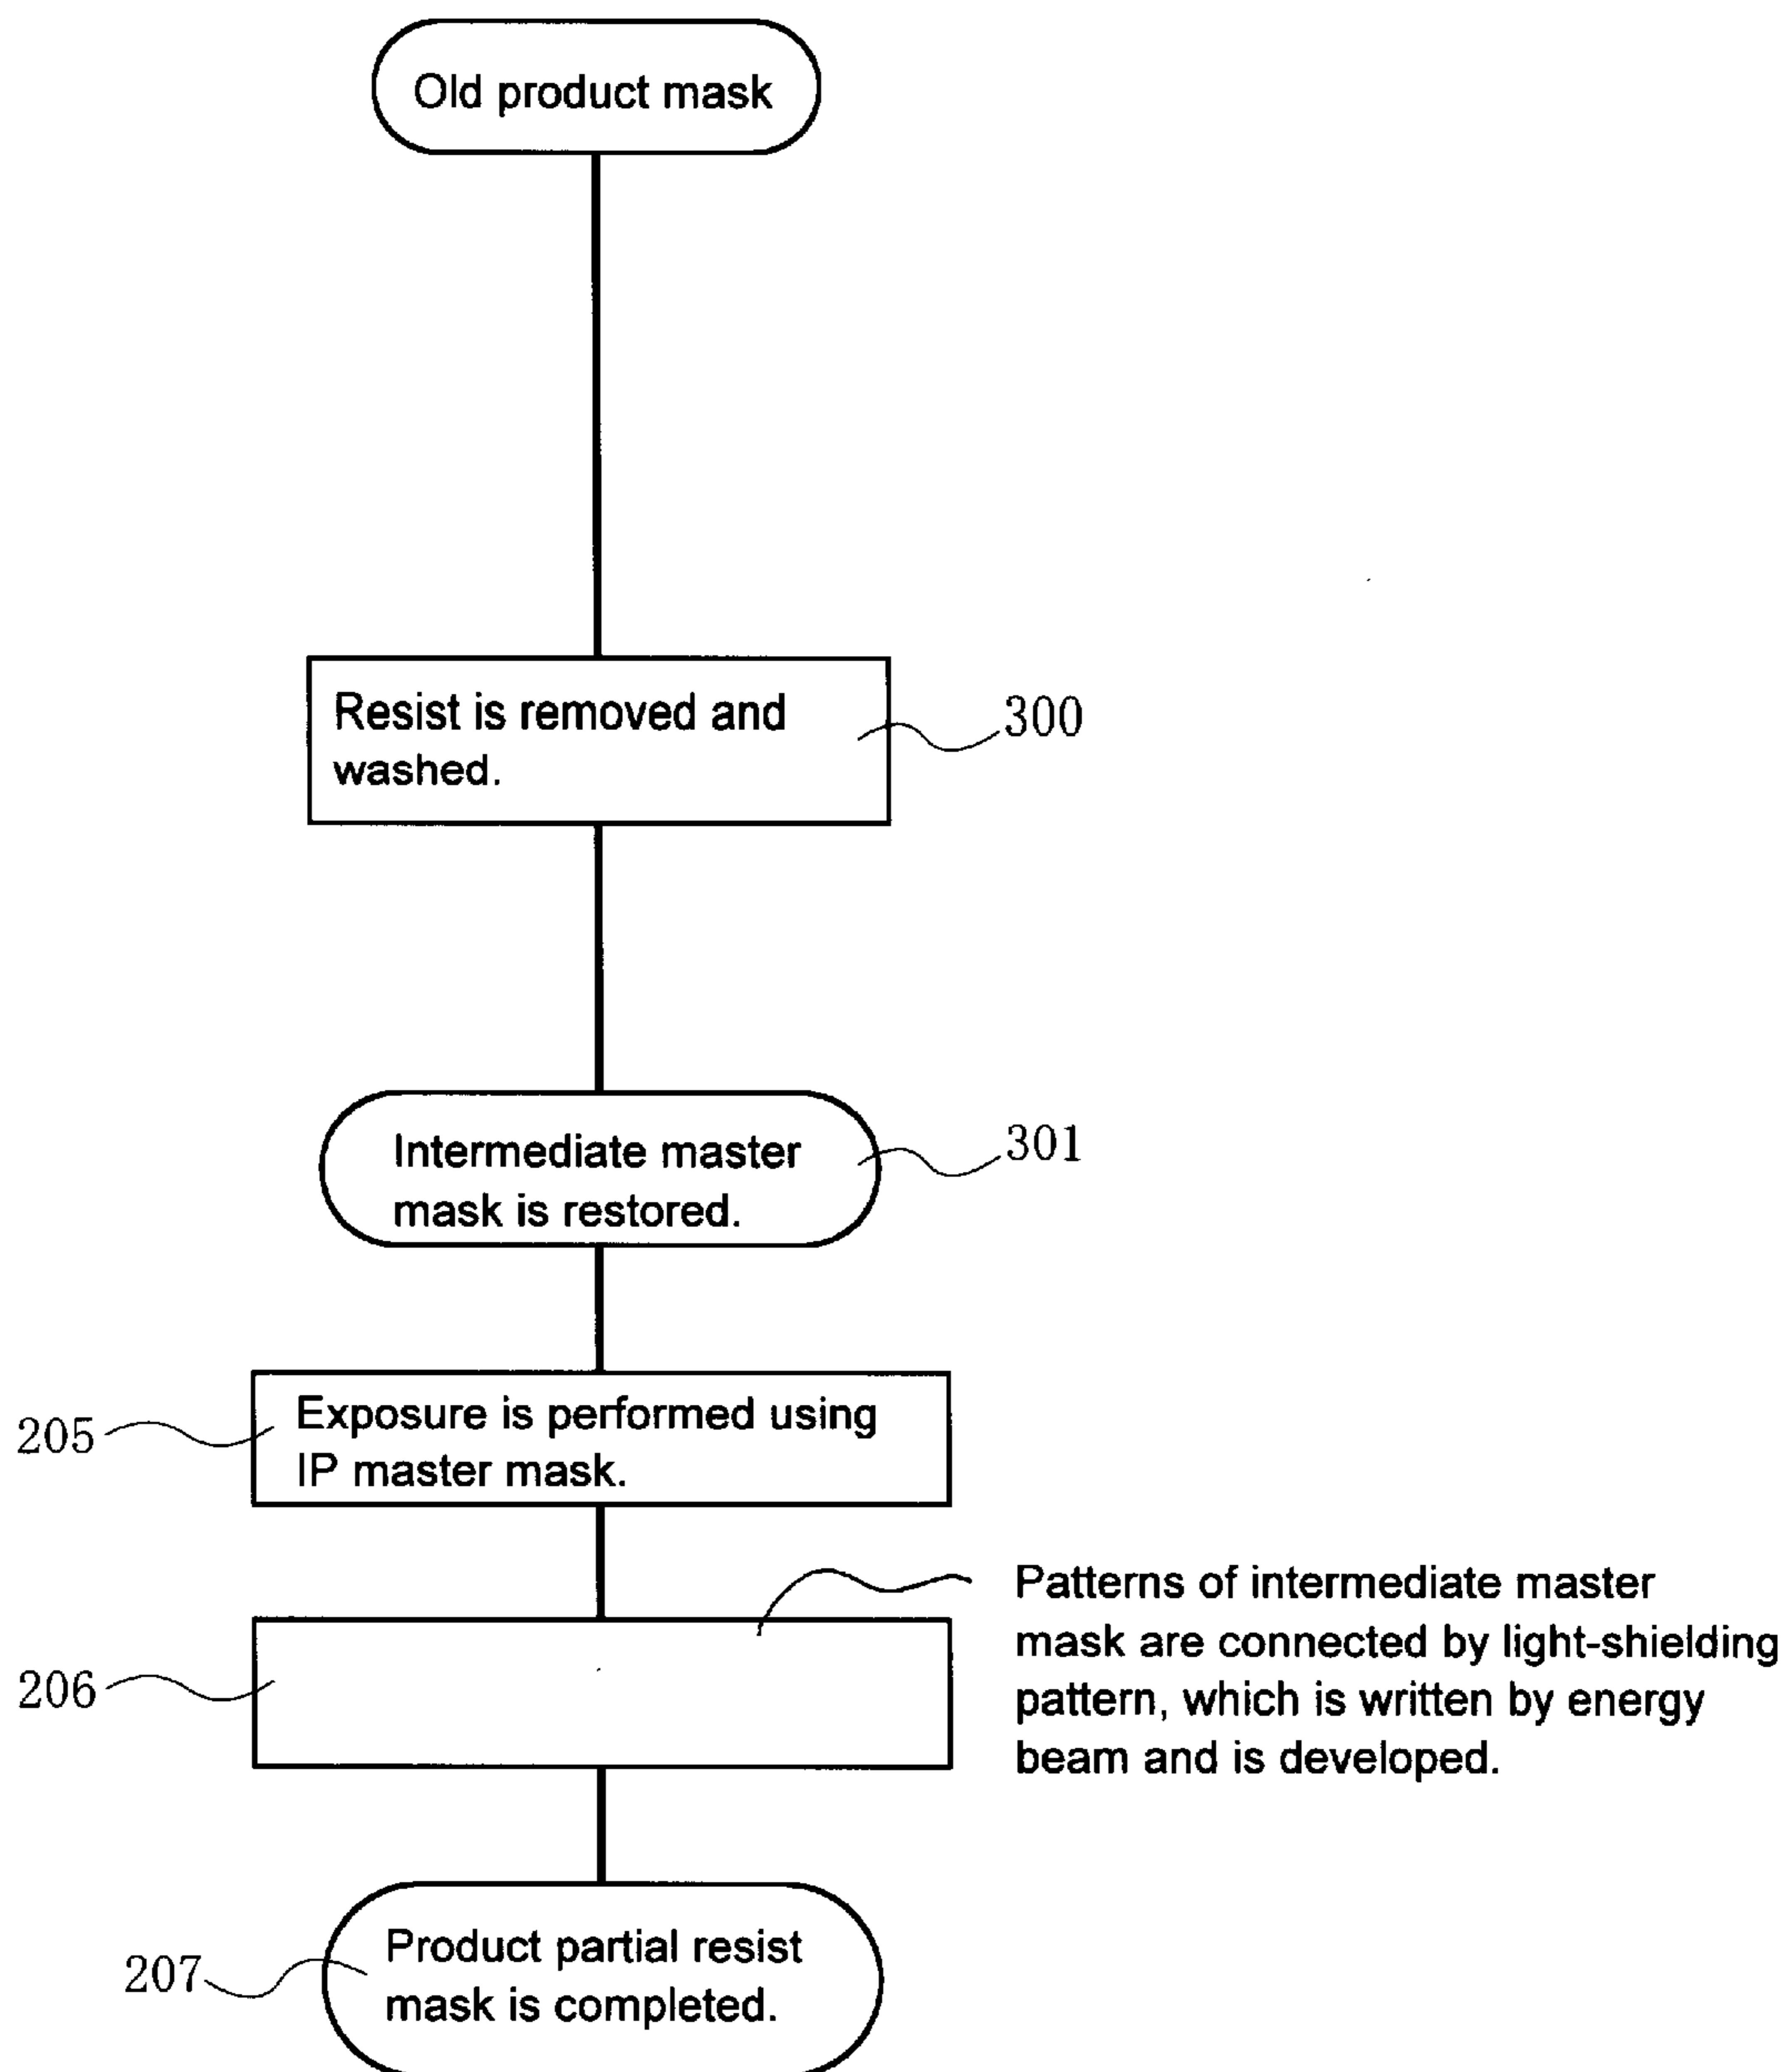 Old product mask
Resist is removed and
washed.
300
Intermediate master
mask is restored.
301
205
Exposure is performed using
IP master mask.
206
Patterns of intermediate master
mask are connected by light-shielding
pattern, which is written by energy
beam and is developed.
207
Product partial resist
mask is completed.